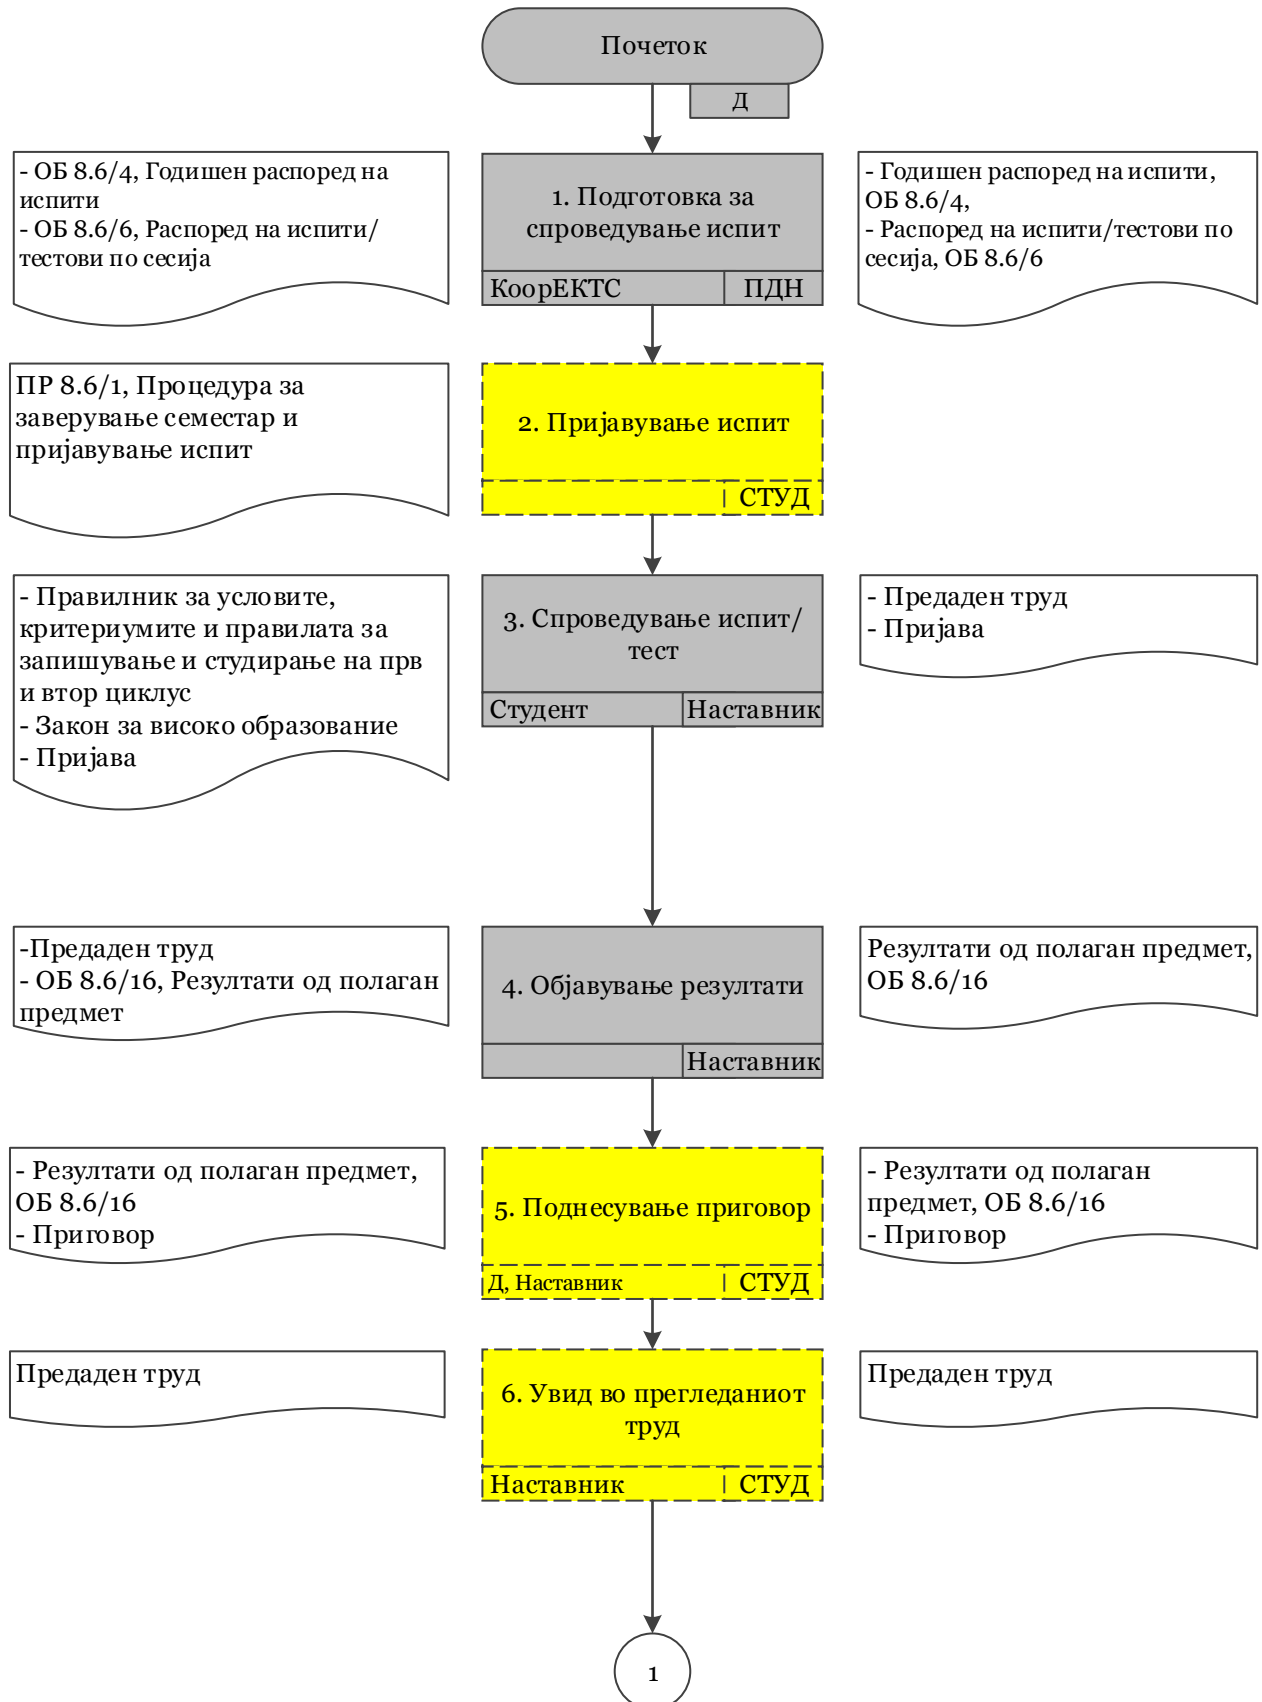 Почеток
Д
- ОБ 8.6/4, Годишен распоред на
испити
- ОБ 8.6/6, Распоред на испити/
тестови по сесија
1. Подготовка за
спроведување испит
КоорЕКТС
ПДН
- Годишен распоред на испити,
ОБ 8.6/4,
- Распоред на испити/тестови по
сесија, ОБ 8.6/6
ПР 8.6/1, Процедура за
заверување семестар и
пријавување испит
2. Пријавување испит
СТУД
- Правилник за условите,
критериумите и правилата за
запишување и студирање на прв
и втор циклус
- Закон за високо образование
- Пријава
3. Спроведување испит/
тест
Студент
Наставник
- Предаден труд
- Пријава
-Предаден труд
- ОБ 8.6/16, Резултати од полаган
предмет
4. Објавување резултати
Наставник
Резултати од полаган предмет,
ОБ 8.6/16
- Резултати од полаган предмет,
ОБ 8.6/16
- Приговор
5. Поднесување приговор
Д, Наставник
СТУД
- Резултати од полаган
предмет, ОБ 8.6/16
- Приговор
Предаден труд
6. Увид во прегледаниот
труд
Наставник
СТУД
Предаден труд
1